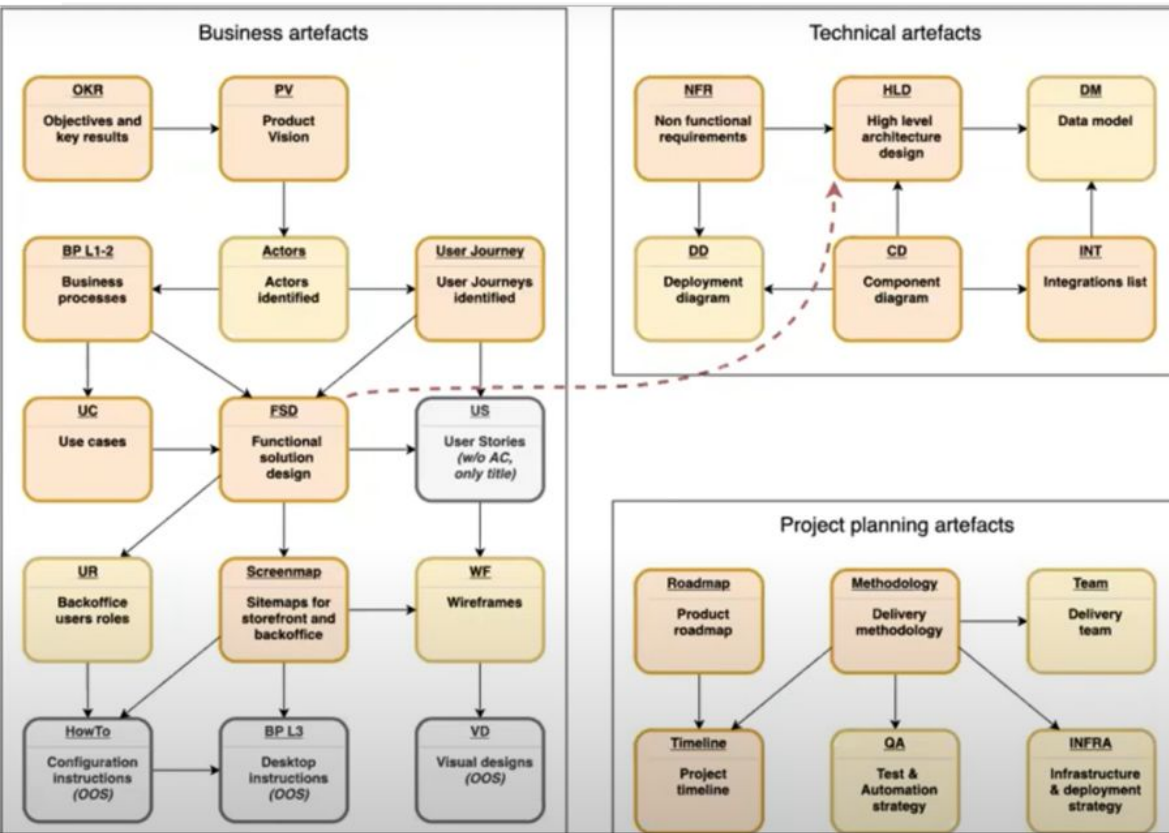 Business artefacts
OKR
Objectives and
key results
PV
Product
Vision
BP L1-2
Business
processes
Actors
Actors
identified
User Journey
User Journeys
identified
UC
Use cases
FSD
Functional
solution
design
US
User Stories
(w/o AC,
only title)
UR
Backoffice
users roles
Screenmap
Sitemaps for
storefront and
backoffice
WF
Wireframes
HowTo
Configuration
instructions
(OOS)
BP L3
Desktop
instructions
(OOS)
VD
Visual designs
(OOS)
Technical artefacts
NFR
Non functional
requirements
HLD
High level
architecture
design
DM
Data model
DD
Deployment
diagram
CD
Component
diagram
INT
Integrations list
Project planning artefacts
Roadmap
Product
roadmap
Methodology
Delivery
methodology
Team
Delivery
team
Timeline
Project
timeline
QA
Test &
Automation
strategy
INFRA
Infrastructure
& deployment
strategy